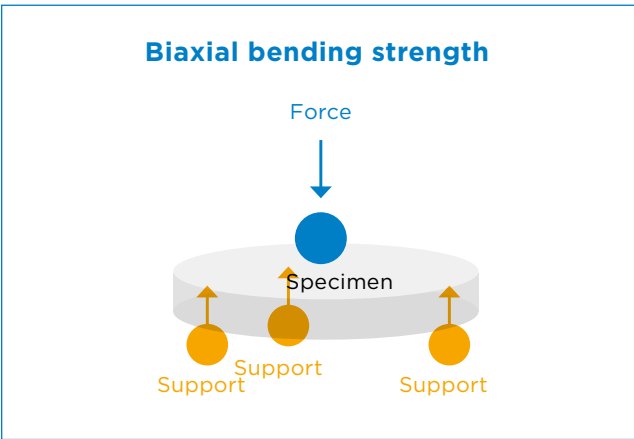 Biaxial bending strength
Force
Specimen
Support
Support
Support